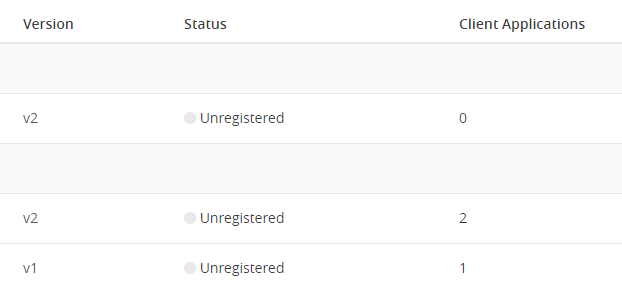 Version Status Client Applications
v2 Unregistered 0
v2 Unregistered 2
v1 Unregistered 1